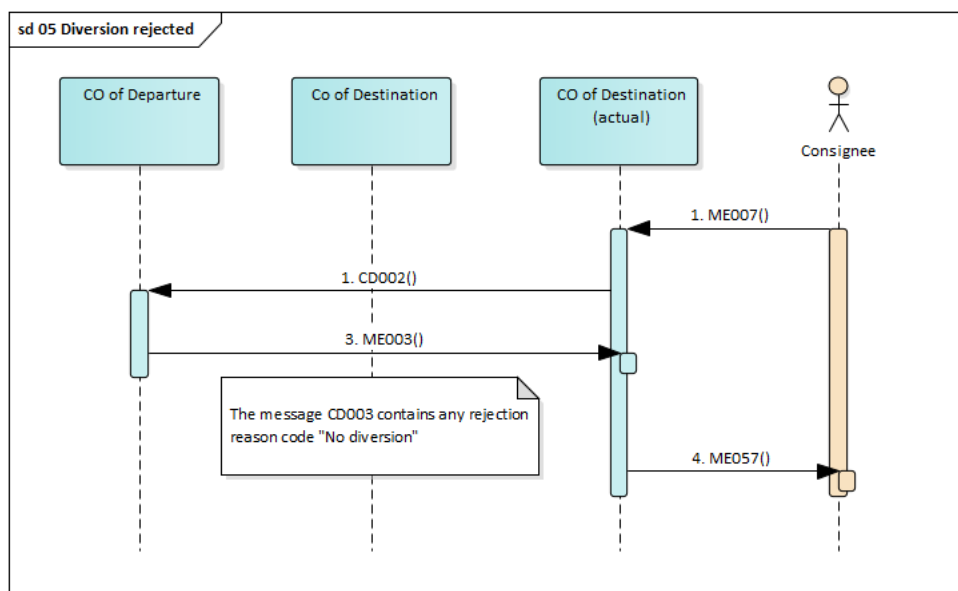 sd 05 Diversion rejected
CO of Departure
Co of Destination
CO of Destination
(actual)
Consignee
1. ME007()
1. CD002()
3. ME003()
The message CD003 contains any rejection
reason code "No diversion"
4. ME057()